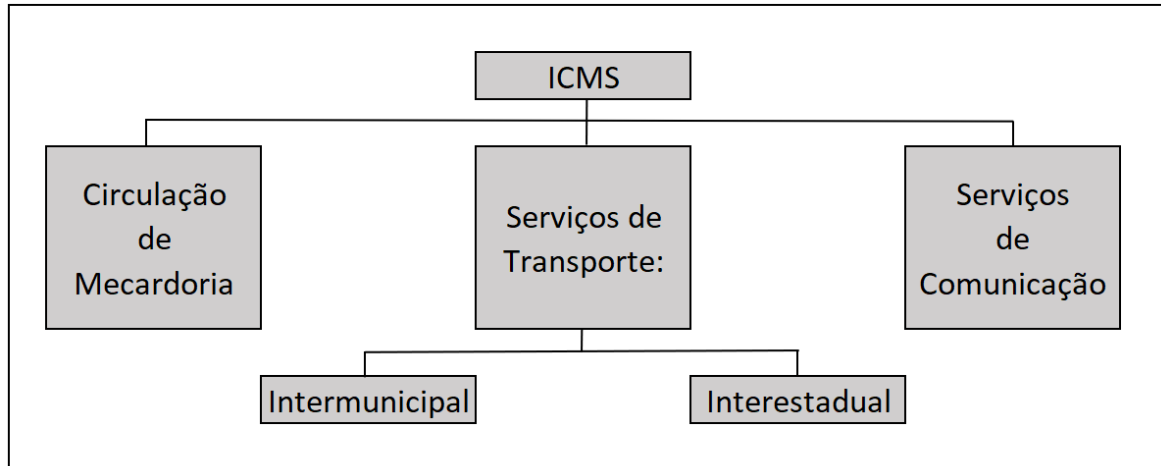 ICMS
Circulação
de
Mecardoria
Serviços de
Transporte:
Serviços
de
Comunicação
Intermunicipal
Interestadual